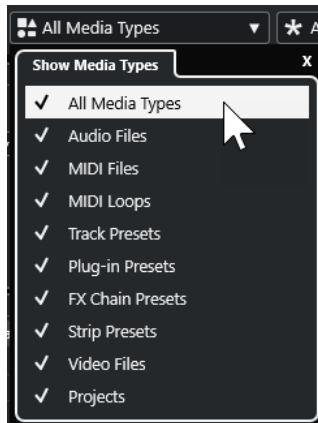 All Media Types
Show Media Types X
All Media Types
Audio Files
MIDI Files
MIDI Loops
Track Presets
Plug-in Presets
FX Chain Presets
Strip Presets
Video Files
Projects